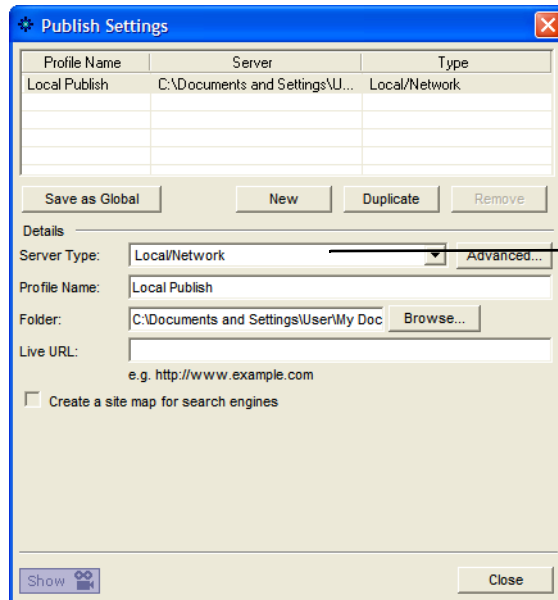 Publish Settings
Profile Name Server Type
Local Publish C:\Documents and Settings\U... Local/Network
Save as Global New Duplicate Remove
Details
Server Type: Local/Network Advanced...
Profile Name: Local Publish
Folder: C:\Documents and Settings\User\My Doc Browse...
Live URL:
e.g. http://www.example.com
Create a site map for search engines
Show Close